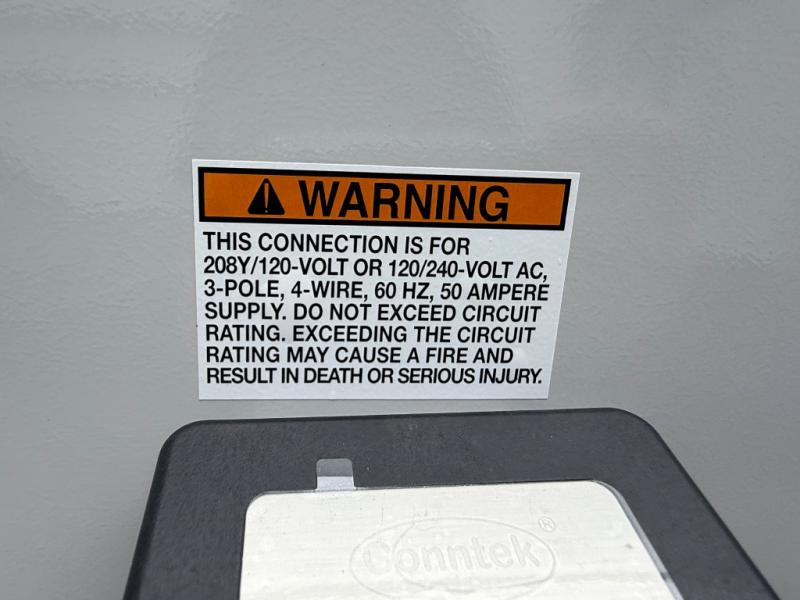 WARNING
THIS CONNECTION IS FOR
208Y/120-VOLT OR 120/240-VOLT AC,
3-POLE, 4-WIRE, 60 HZ, 50 AMPERE
SUPPLY. DO NOT EXCEED CIRCUIT
RATING. EXCEEDING THE CIRCUIT
RATING MAY CAUSE A FIRE AND
RESULT IN DEATH OR SERIOUS INJURY.
Conntek®